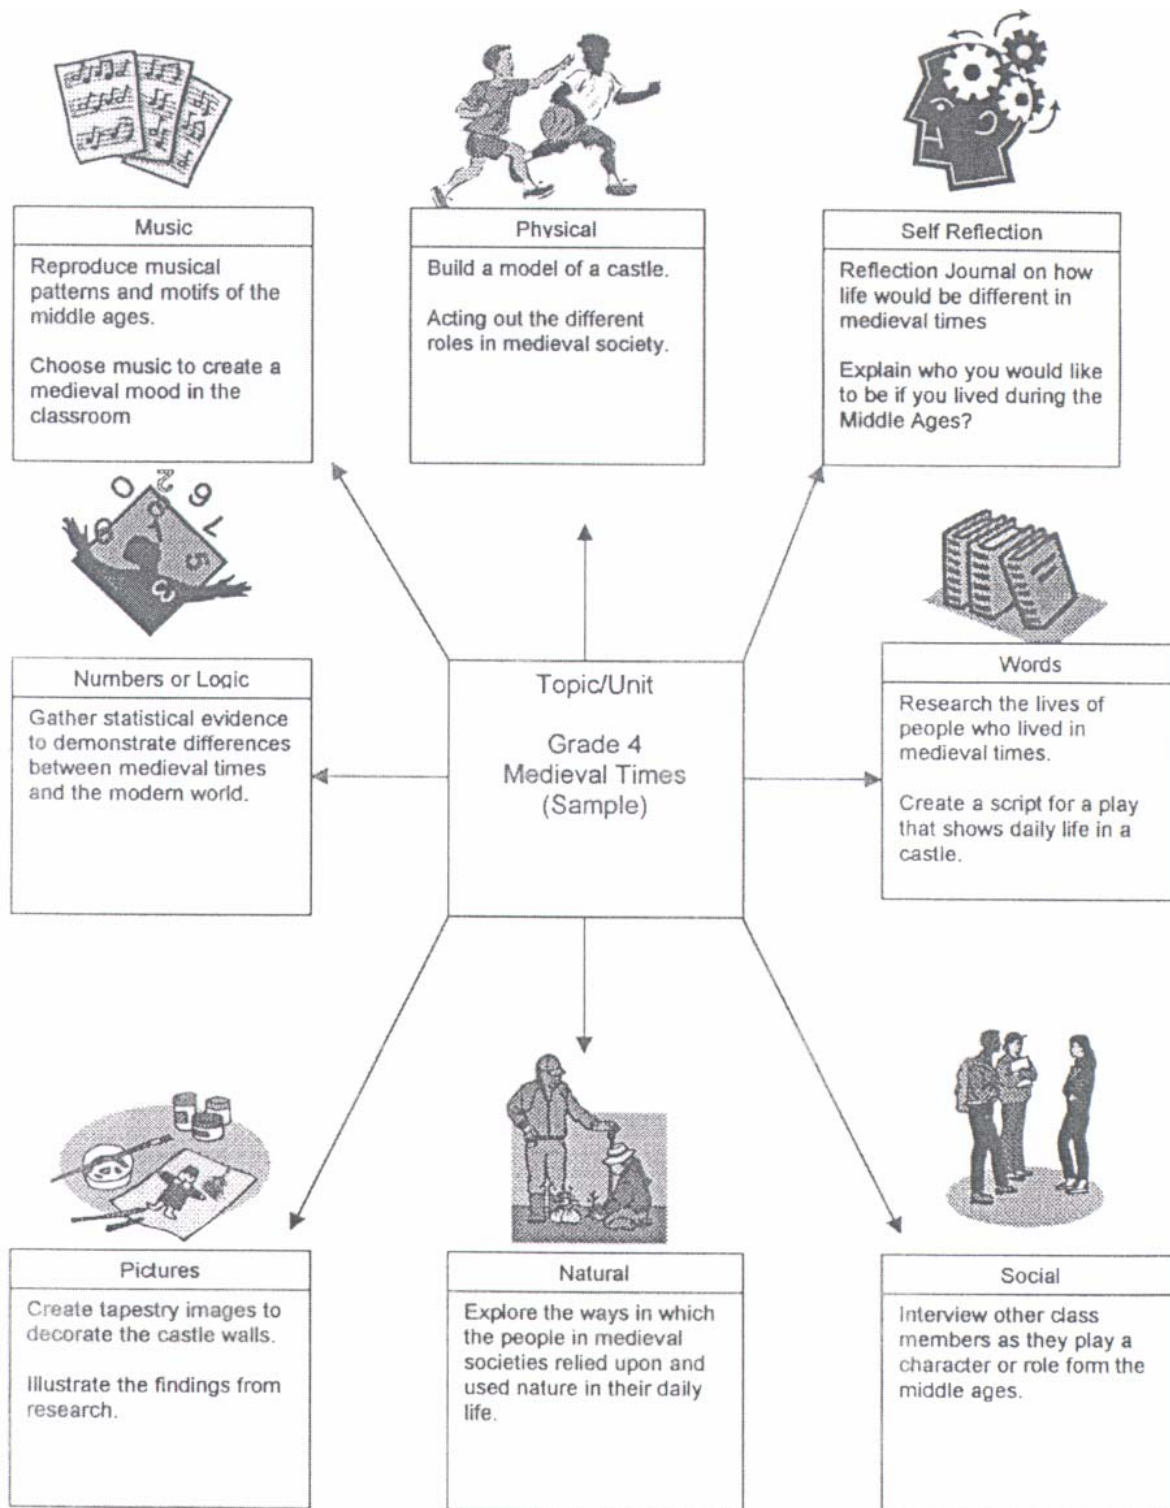 Music
Reproduce musical
patterns and motifs of the
middle ages.
Choose music to create a
medieval mood in the
classroom
Physical
Build a model of a castle.
Acting out the different
roles in medieval society.
Self Reflection
Reflection Journal on how
life would be different in
medieval times
Explain who you would like
to be if you lived during the
Middle Ages?
Numbers or Logic
Gather statistical evidence
to demonstrate differences
between medieval times
and the modern world.
Topic/Unit
Grade 4
Medieval Times
(Sample)
Words
Research the lives of
people who lived in
medieval times.
Create a script for a play
that shows daily life in a
castle.
Pictures
Create tapestry images to
decorate the castle walls.
Illustrate the findings from
research.
Natural
Explore the ways in which
the people in medieval
societies relied upon and
used nature in their daily
life.
Social
Interview other class
members as they play a
character or role form the
middle ages.